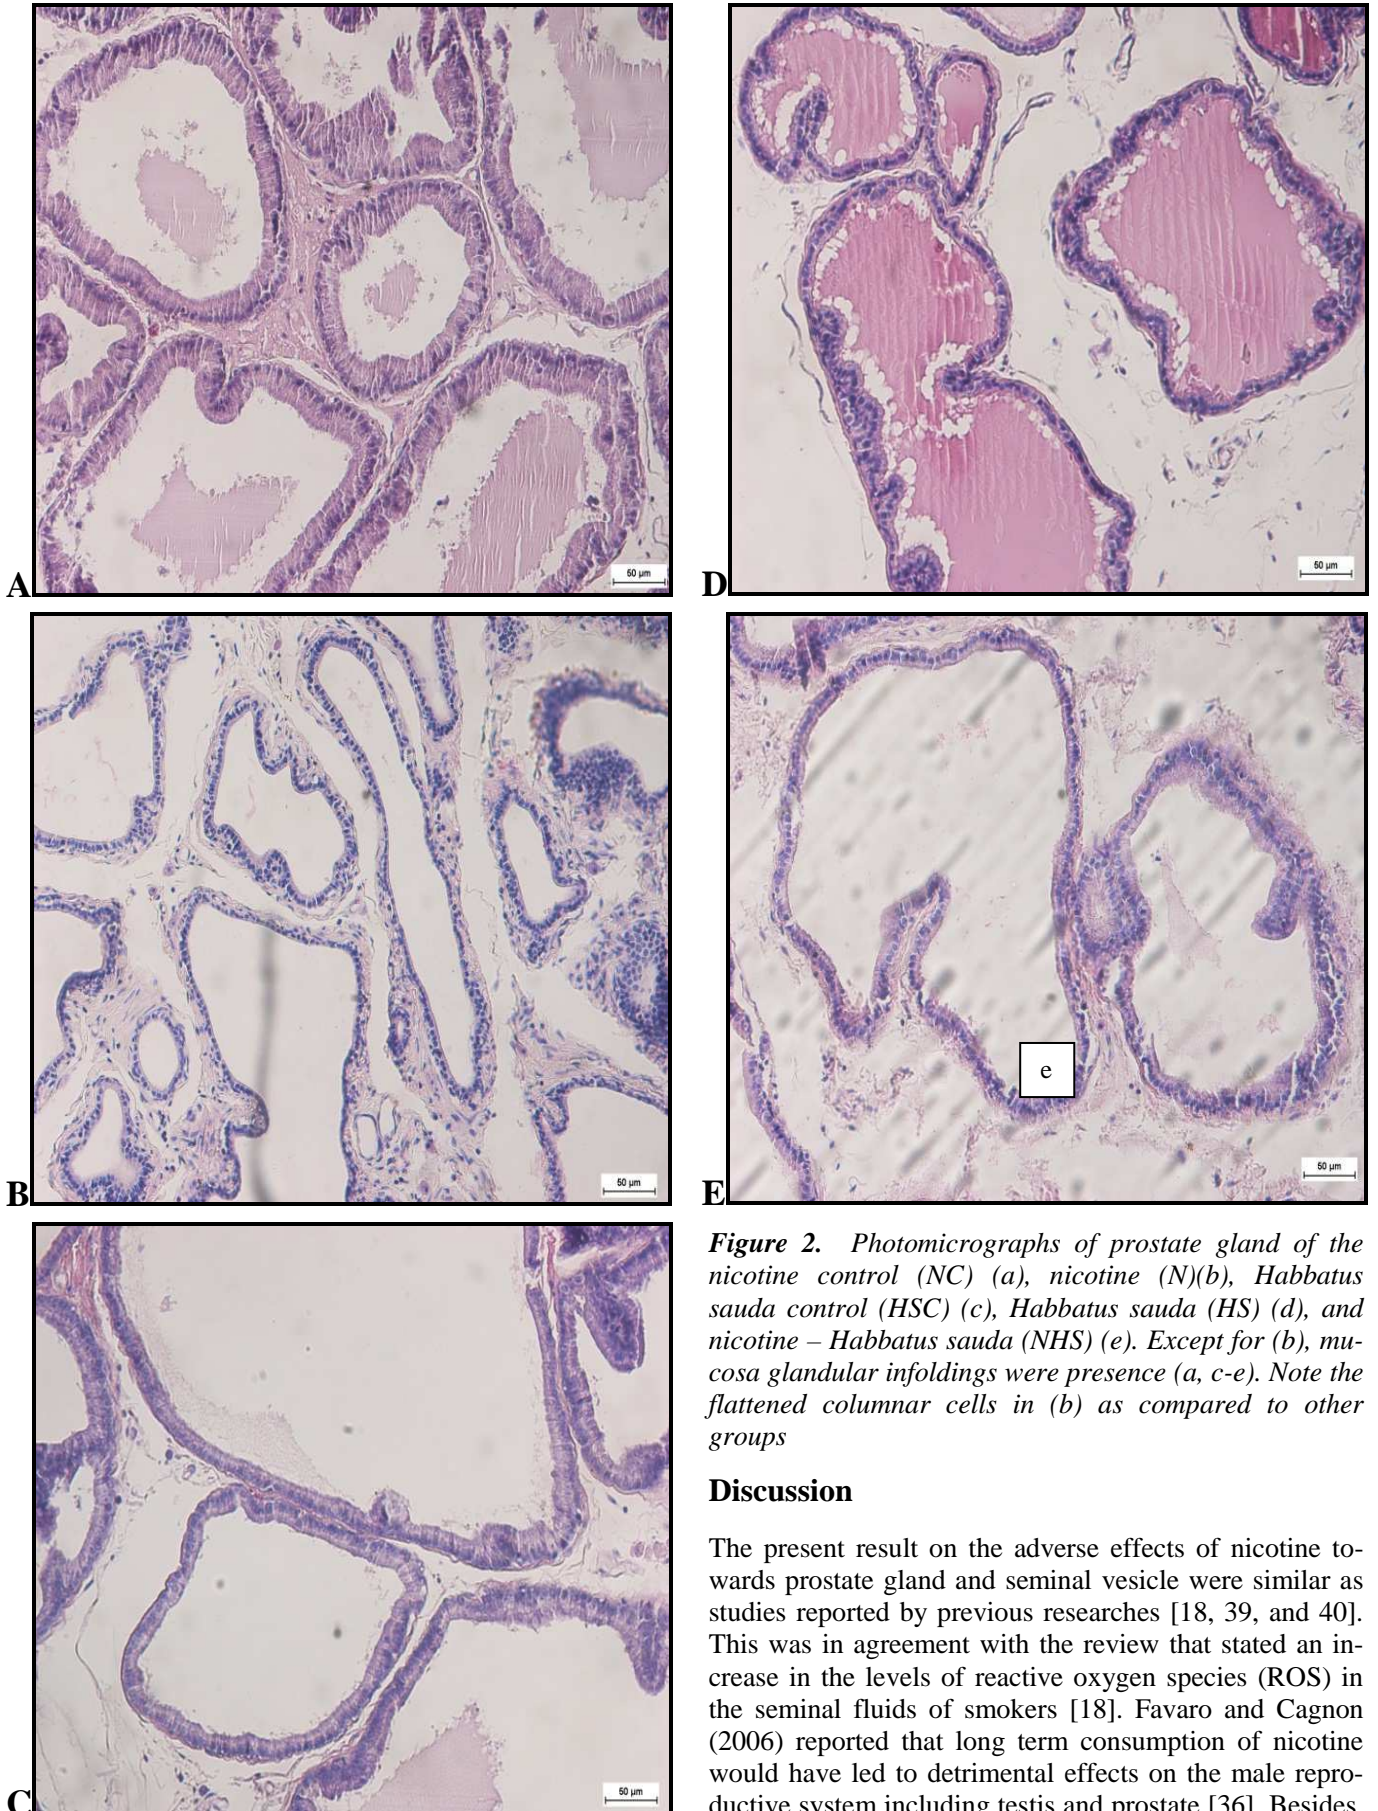 50 µm
A
50 µm
B
50 µm
C
50 µm
D
e
50 µm
E
Figure 2. Photomicrographs of prostate gland of the
nicotine control (NC) (a), nicotine (N)(b), Habbatus
sauda control (HSC) (c), Habbatus sauda (HS) (d), and
nicotine – Habbatus sauda (NHS) (e). Except for (b), mu-
cosa glandular infoldings were presence (a, c-e). Note the
flattened columnar cells in (b) as compared to other
groups
Discussion
The present result on the adverse effects of nicotine to-
wards prostate gland and seminal vesicle were similar as
studies reported by previous researches [18, 39, and 40].
This was in agreement with the review that stated an in-
crease in the levels of reactive oxygen species (ROS) in
the seminal fluids of smokers [18]. Favaro and Cagnon
(2006) reported that long term consumption of nicotine
would have led to detrimental effects on the male repro-
ductive system including testis and prostate [36]. Besides,